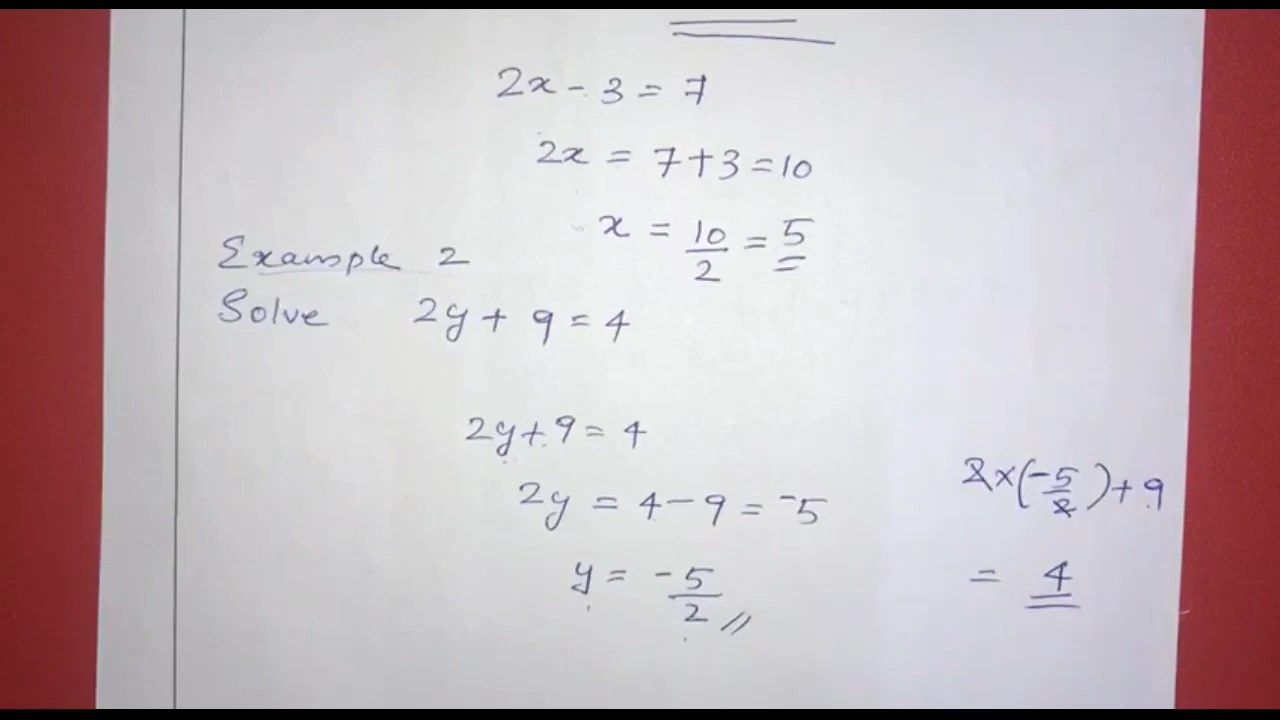 2x - 3 = 7
2x = 7+3 = 10
x = 10/2 = 5
Example 2
Solve 2y + 9 = 4
2y + 9 = 4
2y = 4 - 9 = -5
y = -5/2 //
2 × (-5/2) + 9
= 4